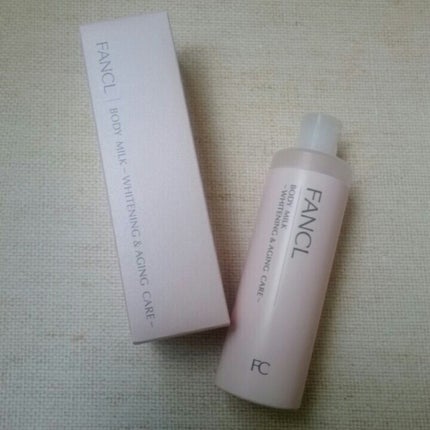 FANCL | BODY MILK ~WHITENING & AGING CARE~
FANCL
BODY MILK
~WHITENING & AGING CARE~
FC